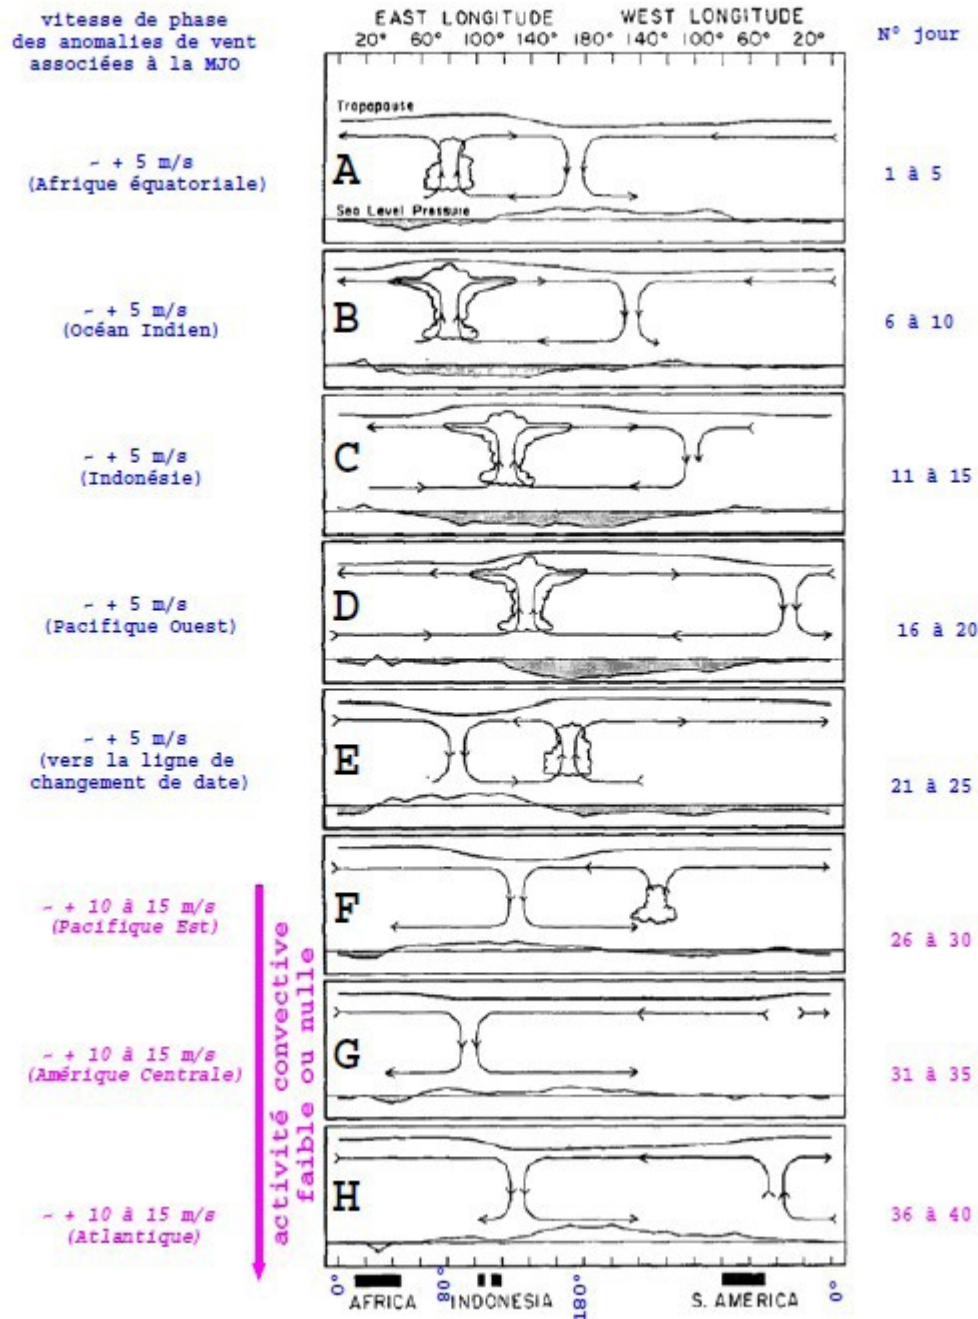 vitesse de phase
des anomalies de vent
associées à la MJO
EAST LONGITUDE WEST LONGITUDE
20° 60° 100° 140° 180° 140° 100° 60° 20°
N° jour
Tropopause
A
Sea Level Pressure
~ + 5 m/s
(Afrique équatoriale)
1 à 5
B
~ + 5 m/s
(Océan Indien)
6 à 10
C
~ + 5 m/s
(Indonésie)
11 à 15
D
~ + 5 m/s
(Pacifique Ouest)
16 à 20
E
~ + 5 m/s
(vers la ligne de
changement de date)
21 à 25
F
~ + 10 à 15 m/s
(Pacifique Est)
26 à 30
G
~ + 10 à 15 m/s
(Amérique Centrale)
31 à 35
H
~ + 10 à 15 m/s
(Atlantique)
36 à 40
activité convective
faible ou nulle
0° 80° 180° 0°
AFRICA INDONESIA S. AMERICA